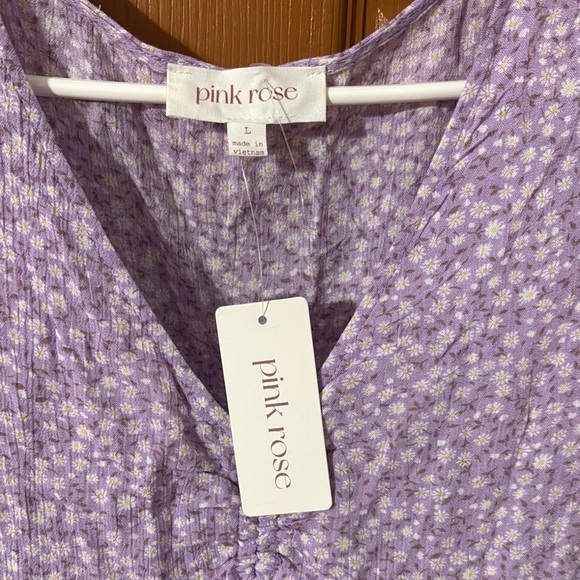 pink rose
L
made in
vietnam
pink rose